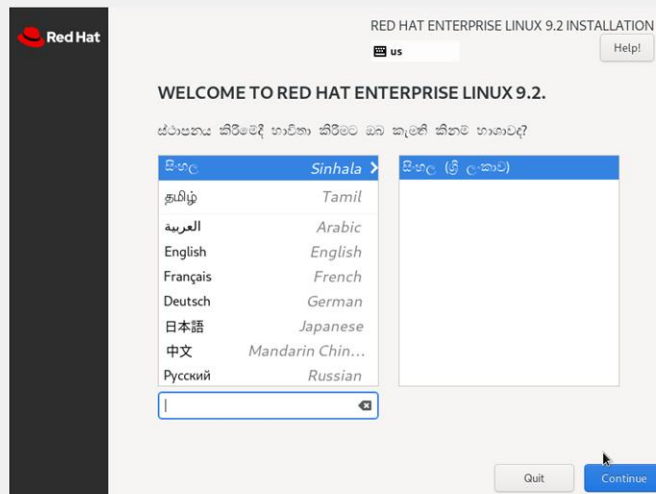 Red Hat
RED HAT ENTERPRISE LINUX 9.2 INSTALLATION
us
Help!
WELCOME TO RED HAT ENTERPRISE LINUX 9.2.
ස්ථාපනය කිරීමේදී භාවිතා කිරීමට ඔබ කැමති කිනම් භාශාවද?
සිංහල Sinhala
සිංහල (ශ්‍රී ලංකාව)
தமிழ் Tamil
العربية Arabic
English English
Français French
Deutsch German
日本語 Japanese
中文 Mandarin Chin...
Русский Russian
Quit
Continue